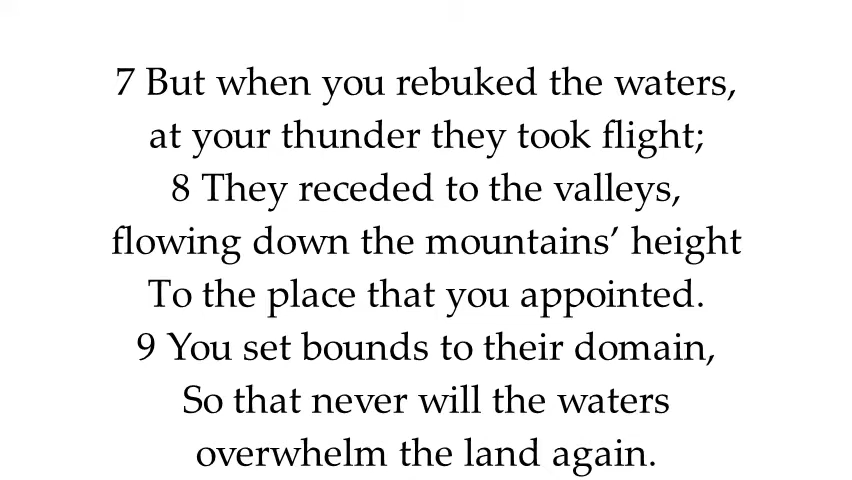 7 But when you rebuked the waters,
at your thunder they took flight;
8 They receded to the valleys,
flowing down the mountains’ height
To the place that you appointed.
9 You set bounds to their domain,
So that never will the waters
overwhelm the land again.